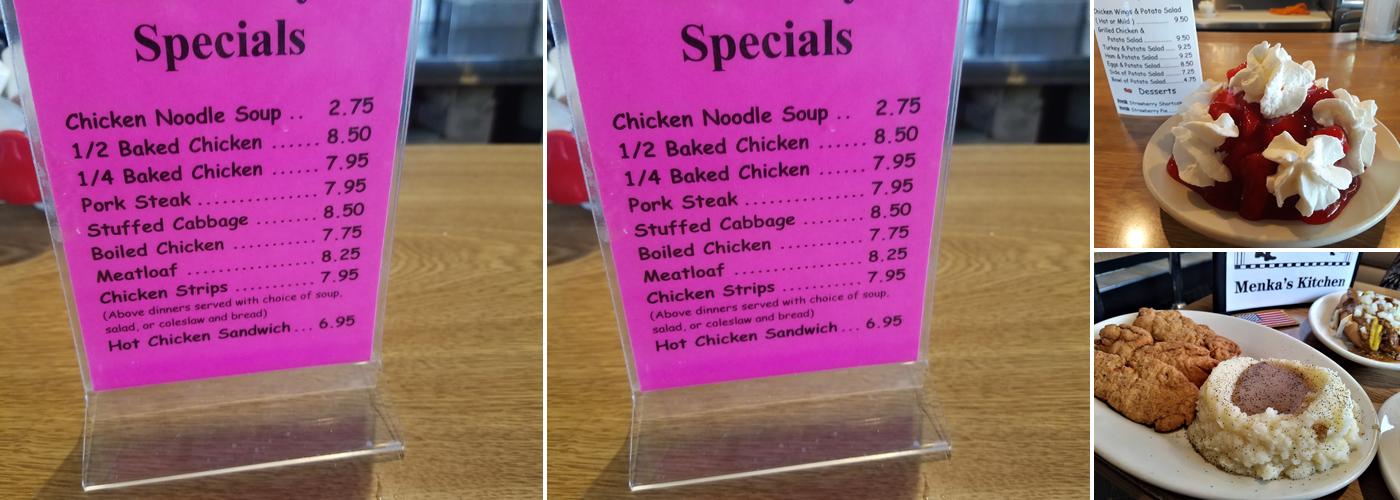 Specials
Chicken Noodle Soup .. 2.75
1/2 Baked Chicken ...... 8.50
1/4 Baked Chicken ...... 7.95
Pork Steak ............... 7.95
Stuffed Cabbage ........ 8.50
Boiled Chicken .......... 7.75
Meatloaf ................. 8.25
Chicken Strips .......... 7.95
(Above dinners served with choice of soup,
salad, or coleslaw and bread)
Hot Chicken Sandwich... 6.95
Specials
Chicken Noodle Soup .. 2.75
1/2 Baked Chicken ...... 8.50
1/4 Baked Chicken ...... 7.95
Pork Steak ............... 7.95
Stuffed Cabbage ........ 8.50
Boiled Chicken .......... 7.75
Meatloaf ................. 8.25
Chicken Strips .......... 7.95
(Above dinners served with choice of soup,
salad, or coleslaw and bread)
Hot Chicken Sandwich... 6.95
Chicken Wings & Potato Salad
(Hot or Mild) ........... 9.50
Grilled Chicken &
Potato Salad ........... 9.50
Turkey & Potato Salad ..... 9.25
Ham & Potato Salad ....... 9.25
Eggs & Potato Salad ....... 8.50
Side of Potato Salad ...... 7.25
Bowl of Potato Salad ..... 4.75
Desserts
Fresh Strawberry Shortcak
Fresh Strawberry Pie
Menka's Kitchen